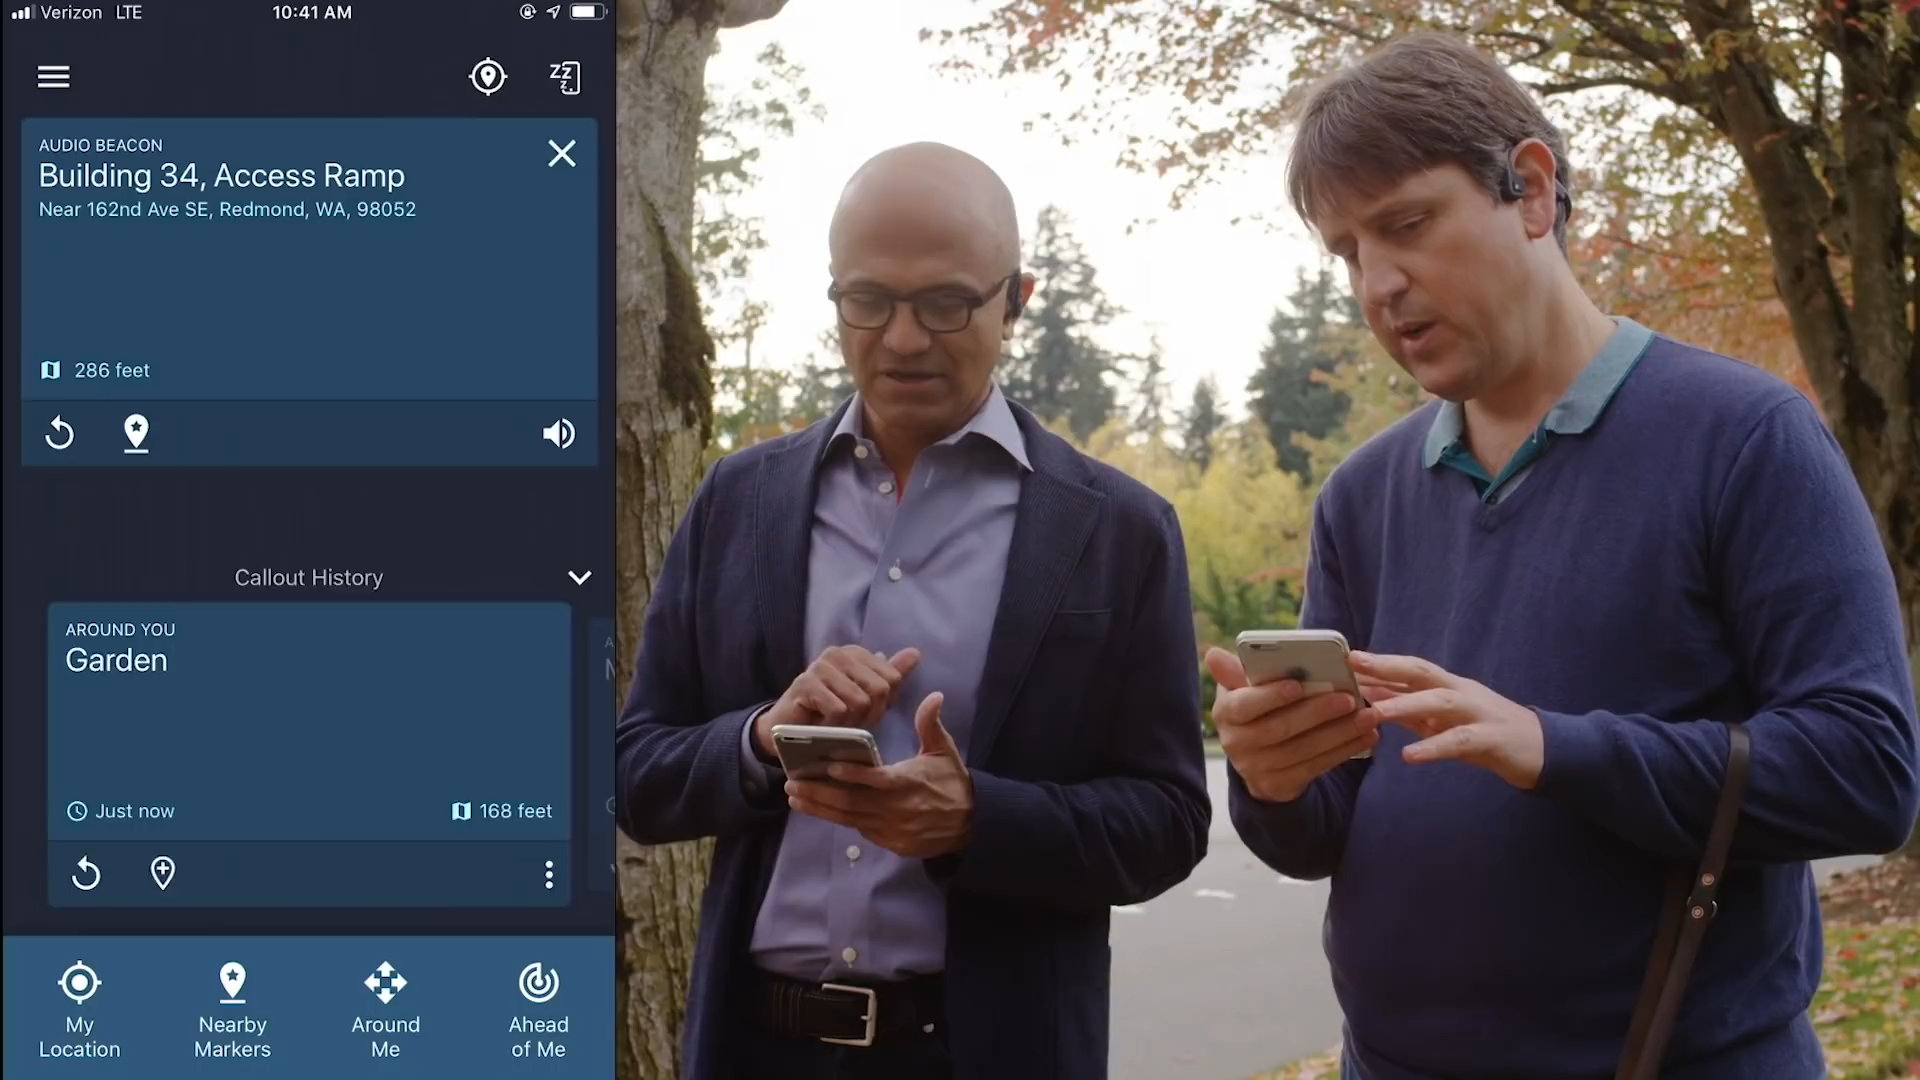 Verizon LTE 10:41 AM
AUDIO BEACON
Building 34, Access Ramp
Near 162nd Ave SE, Redmond, WA, 98052
286 feet
Callout History
AROUND YOU
Garden
Just now 168 feet
My Location
Nearby Markers
Around Me
Ahead of Me